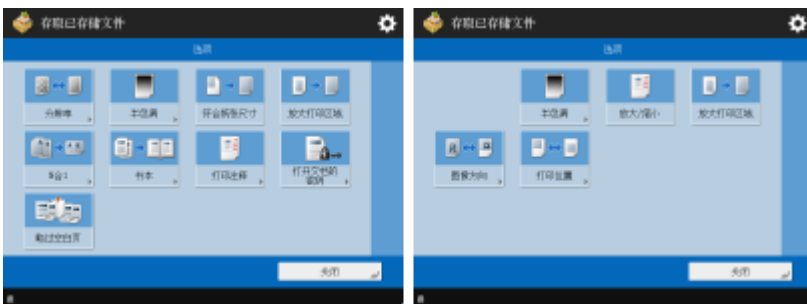 存取已存储文件
选项
分辨率
半色调
符合纸张尺寸
放大打印区域
N合1
书本
打印注释
打开文档的
密码
略过空白页
关闭
存取已存储文件
选项
半色调
放大/缩小
放大打印区域
图像方向
打印位置
关闭